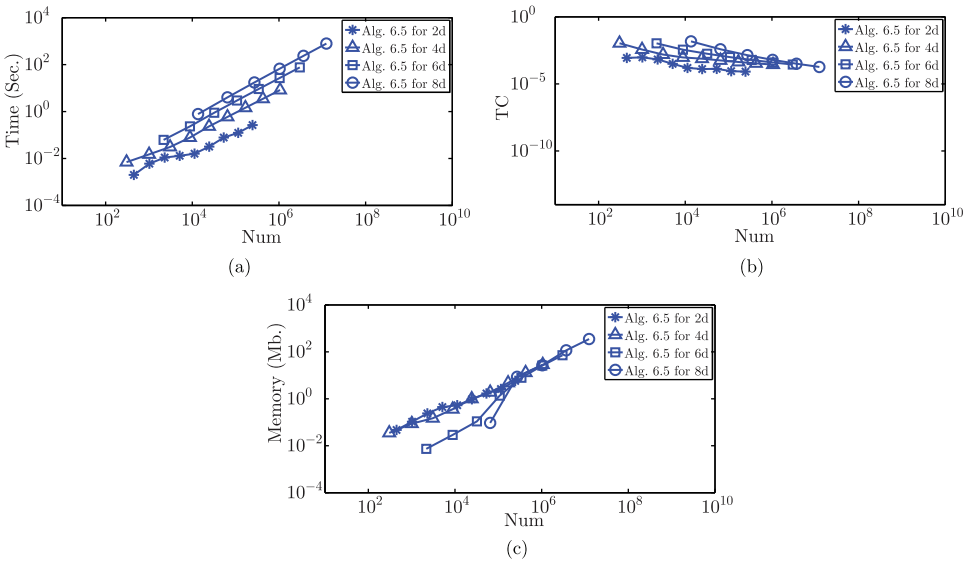 10^4
10^2
10^0
10^−2
10^−4
Time (Sec.)
Alg. 6.5 for 2d
Alg. 6.5 for 4d
Alg. 6.5 for 6d
Alg. 6.5 for 8d
10^2
10^4
10^6
10^8
10^10
Num
(a)
10^0
10^−5
10^−10
TC
Alg. 6.5 for 2d
Alg. 6.5 for 4d
Alg. 6.5 for 6d
Alg. 6.5 for 8d
10^2
10^4
10^6
10^8
10^10
Num
(b)
10^4
10^2
10^0
10^−2
10^−4
Memory (Mb.)
Alg. 6.5 for 2d
Alg. 6.5 for 4d
Alg. 6.5 for 6d
Alg. 6.5 for 8d
10^2
10^4
10^6
10^8
10^10
Num
(c)